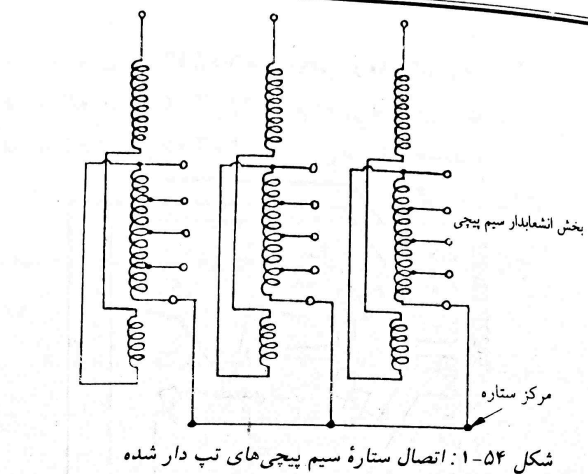 بخش انشعابدار سیم پیچی
مرکز ستاره
شکل ۵۴-۱: اتصال ستارهٔ سیم پیچی‌های تپ دار شده